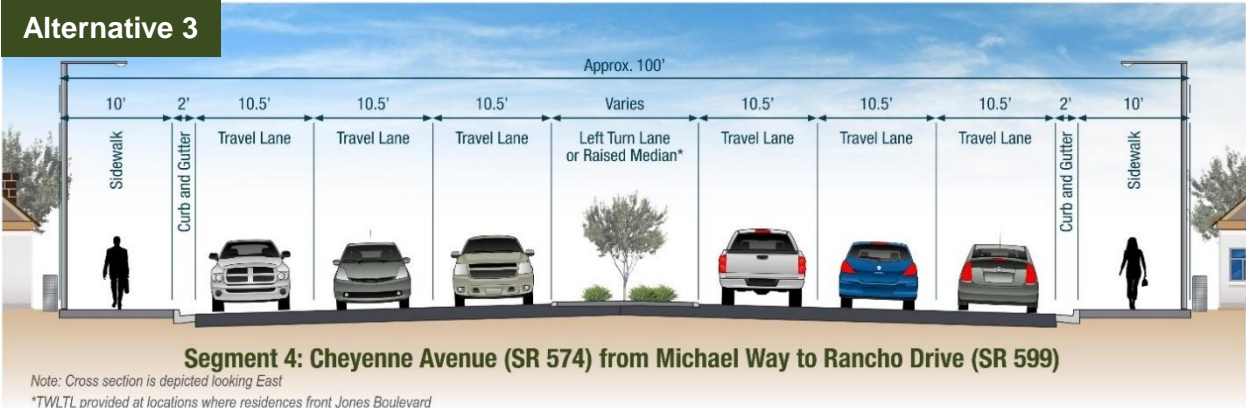 Alternative 3
Approx. 100'
10' 2' 10.5' 10.5' 10.5' Varies 10.5' 10.5' 10.5' 2' 10'
Sidewalk
Curb and Gutter
Travel Lane
Travel Lane
Travel Lane
Left Turn Lane
or Raised Median*
Travel Lane
Travel Lane
Travel Lane
Curb and Gutter
Sidewalk
Segment 4: Cheyenne Avenue (SR 574) from Michael Way to Rancho Drive (SR 599)
Note: Cross section is depicted looking East
*TWLTL provided at locations where residences front Jones Boulevard